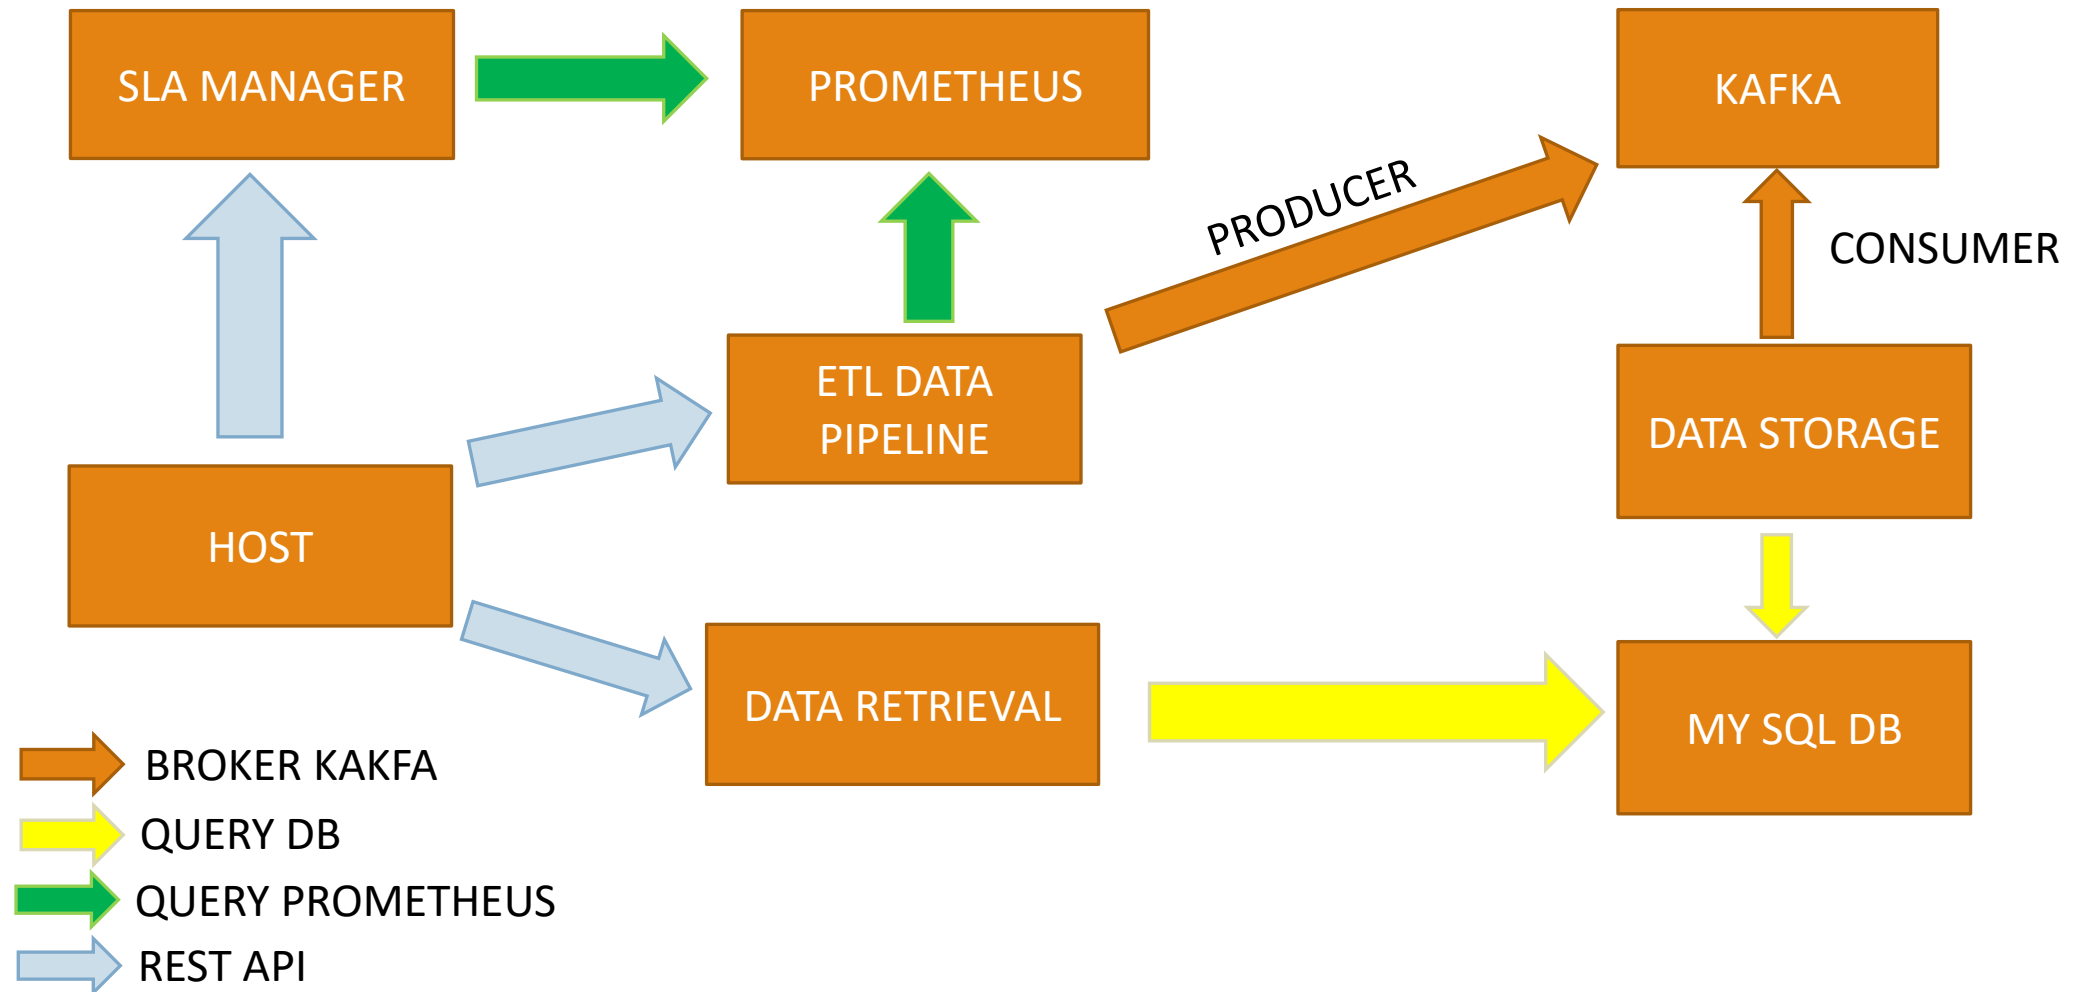 SLA MANAGER
PROMETHEUS
KAFKA
PRODUCER
CONSUMER
ETL DATA
PIPELINE
DATA STORAGE
HOST
DATA RETRIEVAL
MY SQL DB
BROKER KAKFA
QUERY DB
QUERY PROMETHEUS
REST API